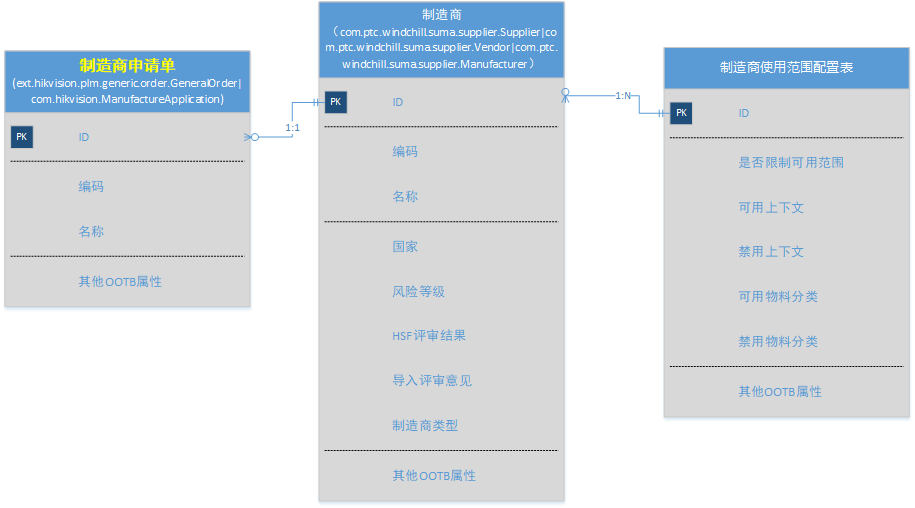 制造商申请单
(ext.hikvision.plm.generic.order.GeneralOrder|
com.hikvision.ManufactureApplication)
PK
ID
编码
名称
其他OOTB属性
1:1
制造商
（com.ptc.windchill.suma.supplier.Supplier|co
m.ptc.windchill.suma.supplier.Vendor|com.ptc.
windchill.suma.supplier.Manufacturer）
PK
ID
编码
名称
国家
风险等级
HSF评审结果
导入评审意见
制造商类型
其他OOTB属性
1:N
制造商使用范围配置表
PK
ID
是否限制可用范围
可用上下文
禁用上下文
可用物料分类
禁用物料分类
其他OOTB属性